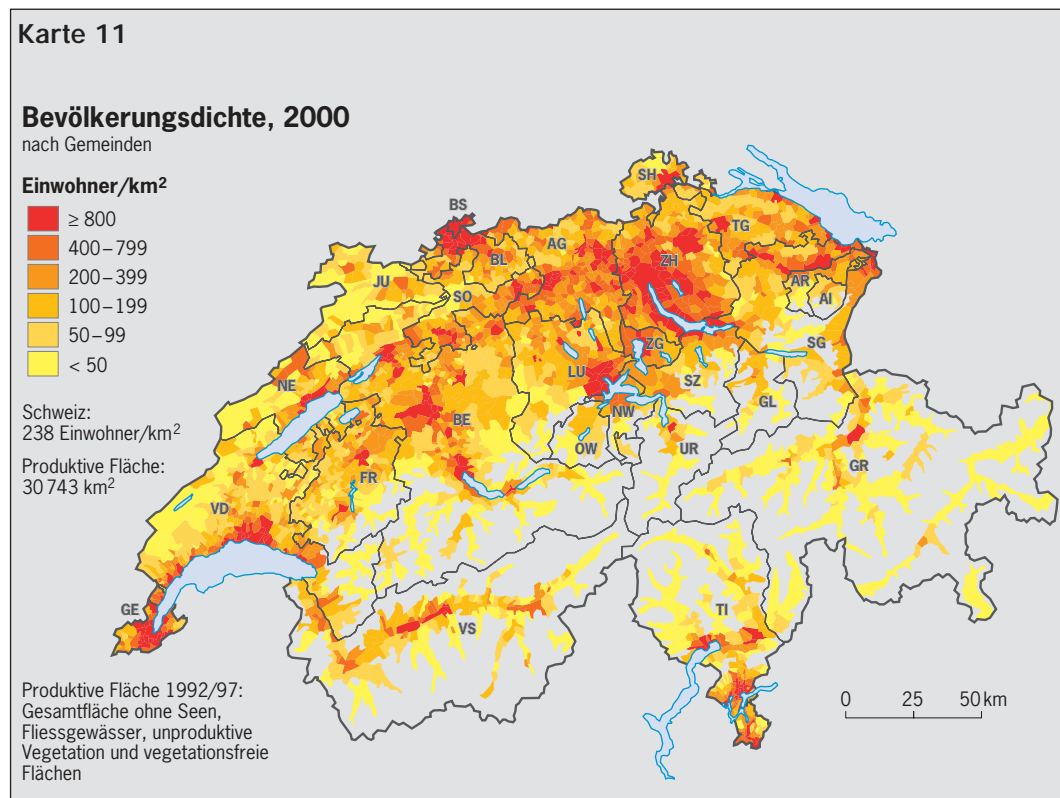 Karte 11
Bevölkerungsdichte, 2000
nach Gemeinden
Einwohner/km²
≥ 800
400–799
200–399
100–199
50–99
< 50
Schweiz:
238 Einwohner/km²
Produktive Fläche:
30 743 km²
Produktive Fläche 1992/97:
Gesamtfläche ohne Seen,
Fliessgewässer, unproduktive
Vegetation und vegetationsfreie
Flächen
SH
BS
TG
AG
BL
ZH
JU
SO
AR
AI
SG
ZG
LU
SZ
NE
GL
NW
BE
OW
UR
GR
FR
VD
GE
TI
VS
0 25 50 km